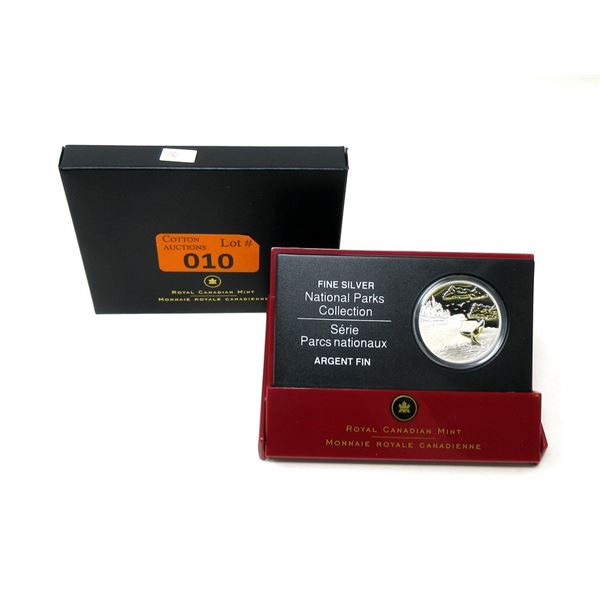 COTTON
AUCTIONS
Lot #
010
ROYAL CANADIAN MINT
MONNAIE ROYALE CANADIENNE
FINE SILVER
National Parks
Collection
Série
Parcs nationaux
ARGENT FIN
ROYAL CANADIAN MINT
MONNAIE ROYALE CANADIENNE